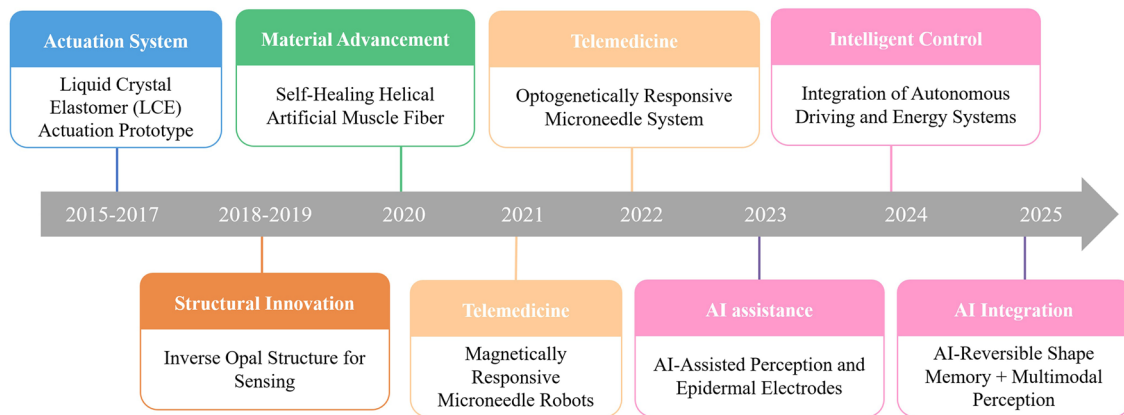 Actuation System
Liquid Crystal
Elastomer (LCE)
Actuation Prototype
Material Advancement
Self-Healing Helical
Artificial Muscle Fiber
Telemedicine
Optogenetically Responsive
Microneedle System
Intelligent Control
Integration of Autonomous
Driving and Energy Systems
2015-2017 2018-2019 2020 2021 2022 2023 2024 2025
Structural Innovation
Inverse Opal Structure for
Sensing
Telemedicine
Magnetically
Responsive
Microneedle Robots
AI assistance
AI-Assisted Perception and
Epidermal Electrodes
AI Integration
AI-Reversible Shape
Memory + Multimodal
Perception